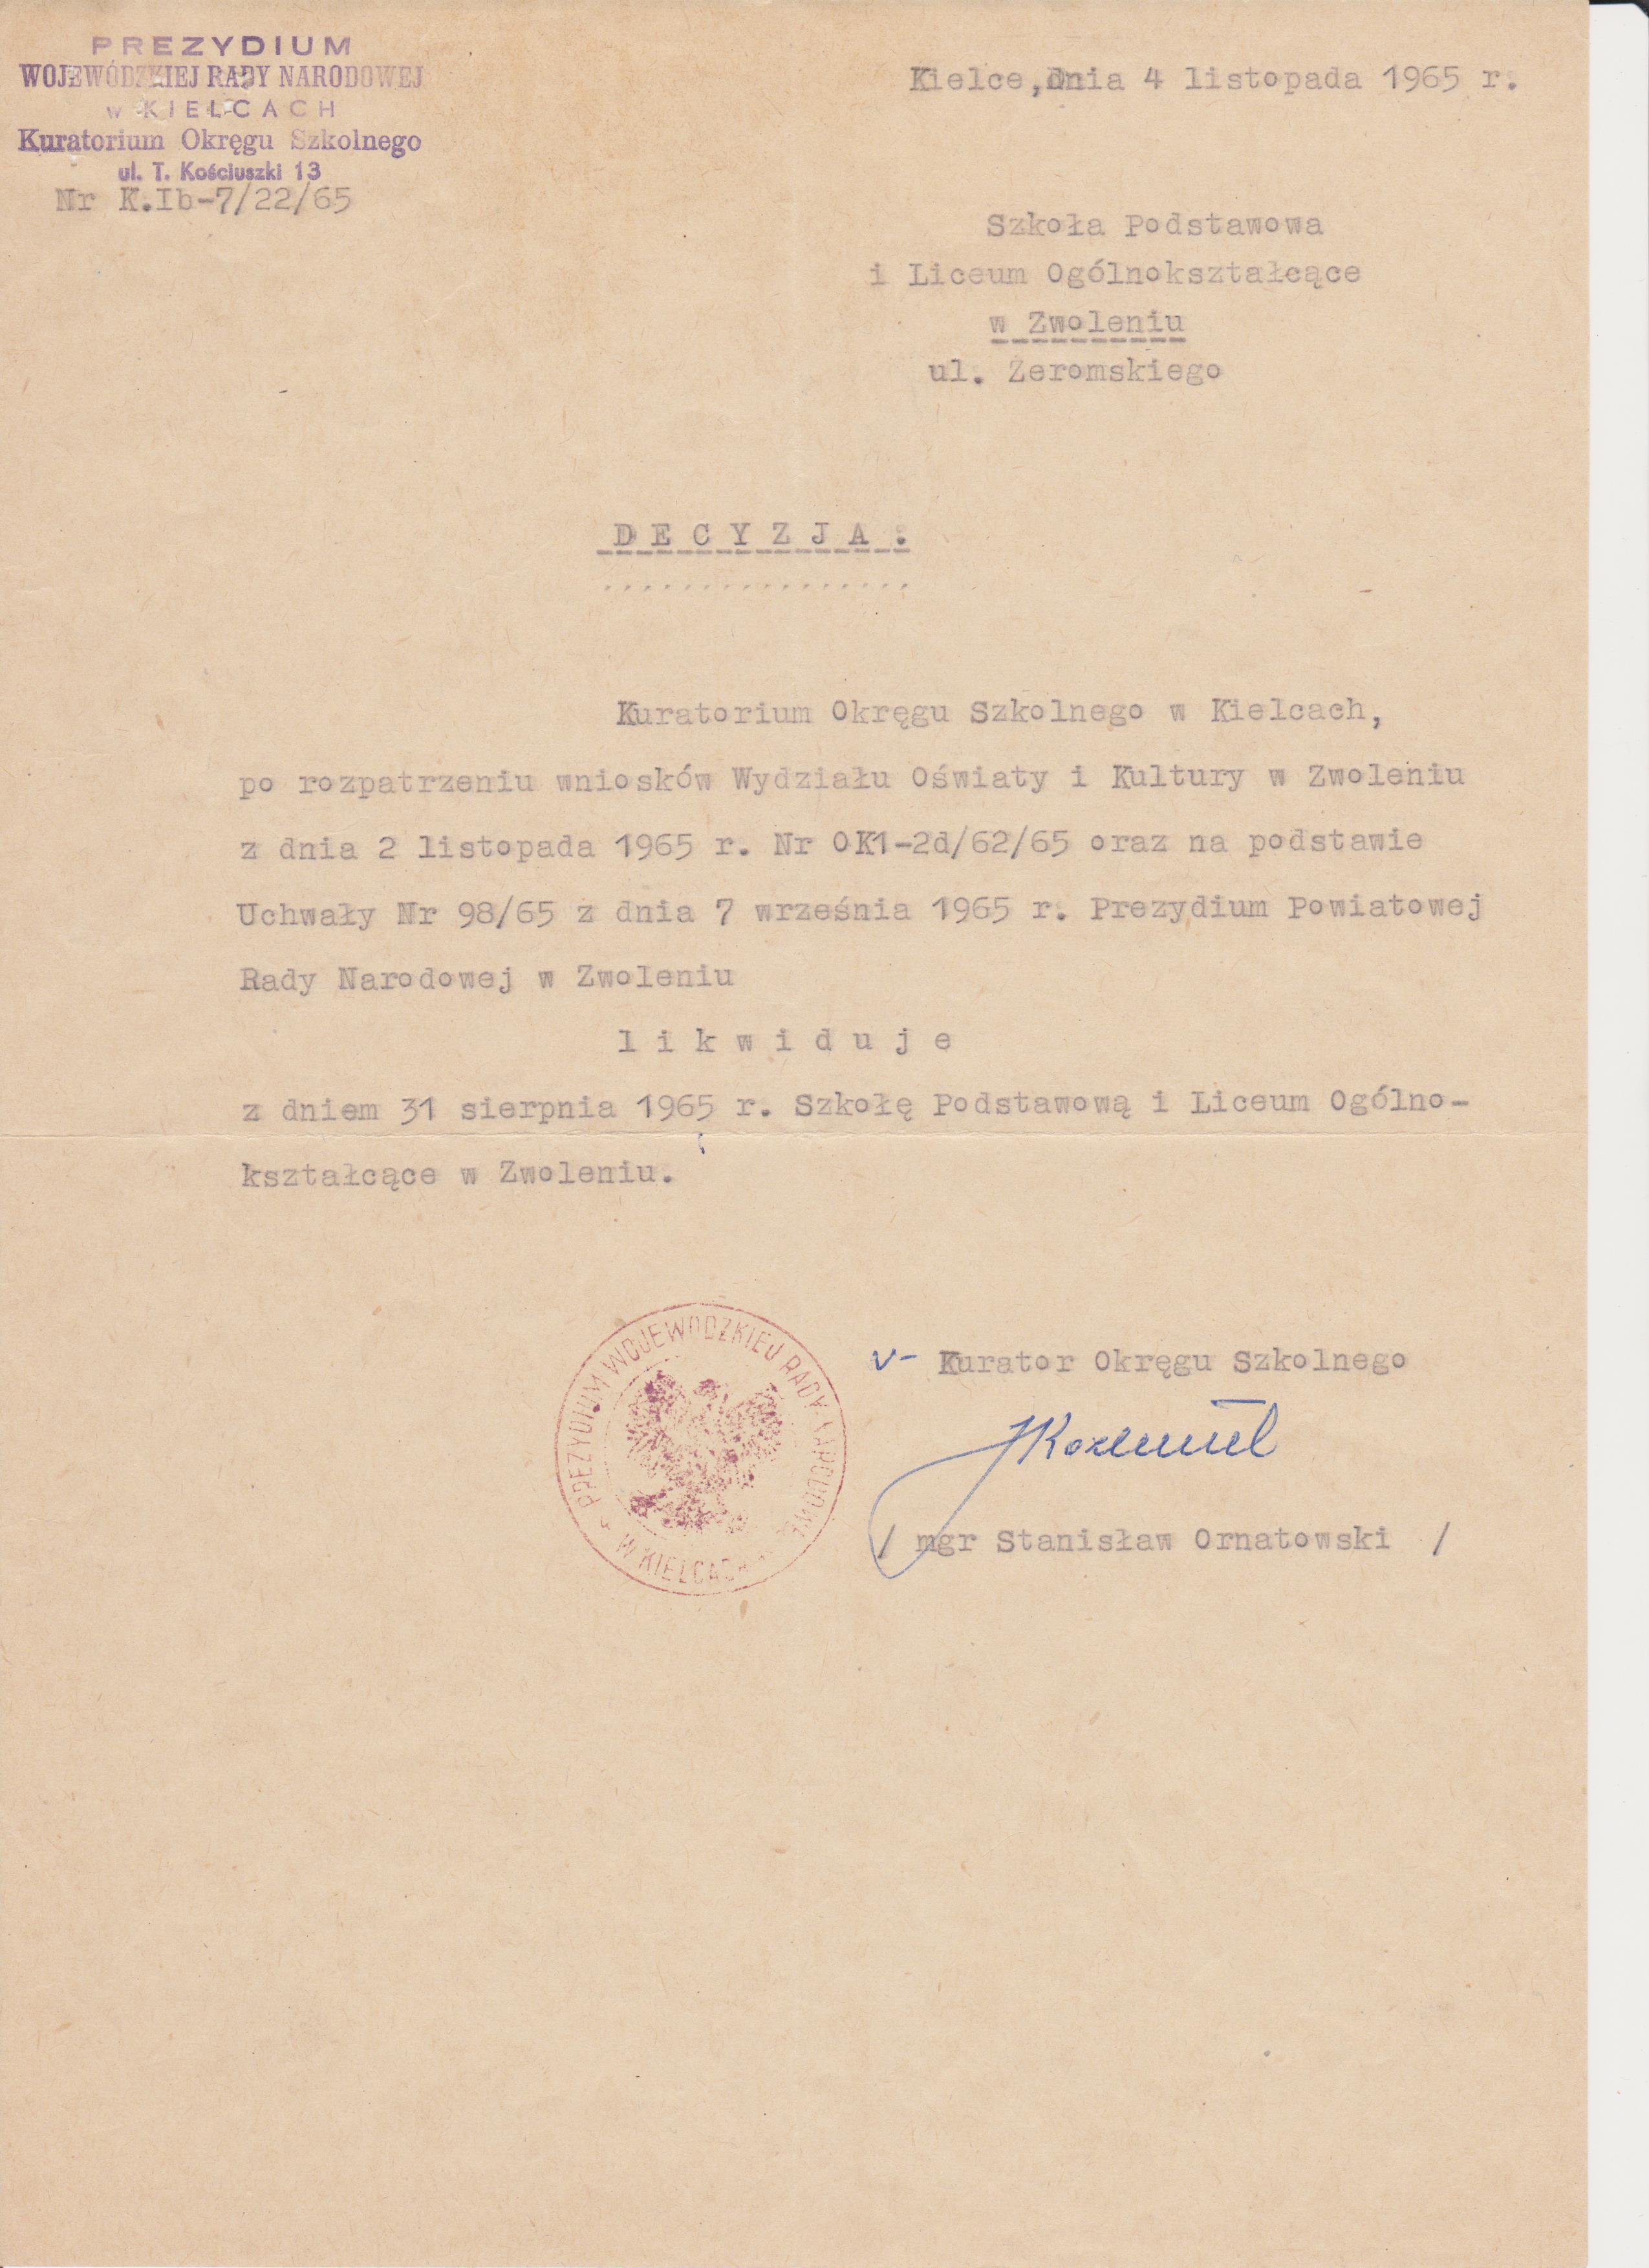 PREZYDIUM
WOJEWÓDZKIEJ RADY NARODOWEJ
w KIELCACH
Kuratorium Okręgu Szkolnego
ul. T. Kościuszki 13
Nr K.Ib-7/22/65
Kielce, dnia 4 listopada 1965 r.
Szkoła Podstawowa
i Liceum Ogólnokształcące
w Zwoleniu
ul. Żeromskiego
D E C Y Z J A .
Kuratorium Okręgu Szkolnego w Kielcach,
po rozpatrzeniu wniosków Wydziału Oświaty i Kultury w Zwoleniu
z dnia 2 listopada 1965 r. Nr OK1-2d/62/65 oraz na podstawie
Uchwały Nr 98/65 z dnia 7 września 1965 r. Prezydium Powiatowej
Rady Narodowej w Zwoleniu
l i k w i d u j e
z dniem 31 sierpnia 1965 r. Szkołę Podstawową i Liceum Ogólno-
kształcące w Zwoleniu.
PREZYDIUM WOJEWÓDZKIEJ RADY NARODOWEJ
W KIELCACH
v- Kurator Okręgu Szkolnego
/ mgr Stanisław Ornatowski /